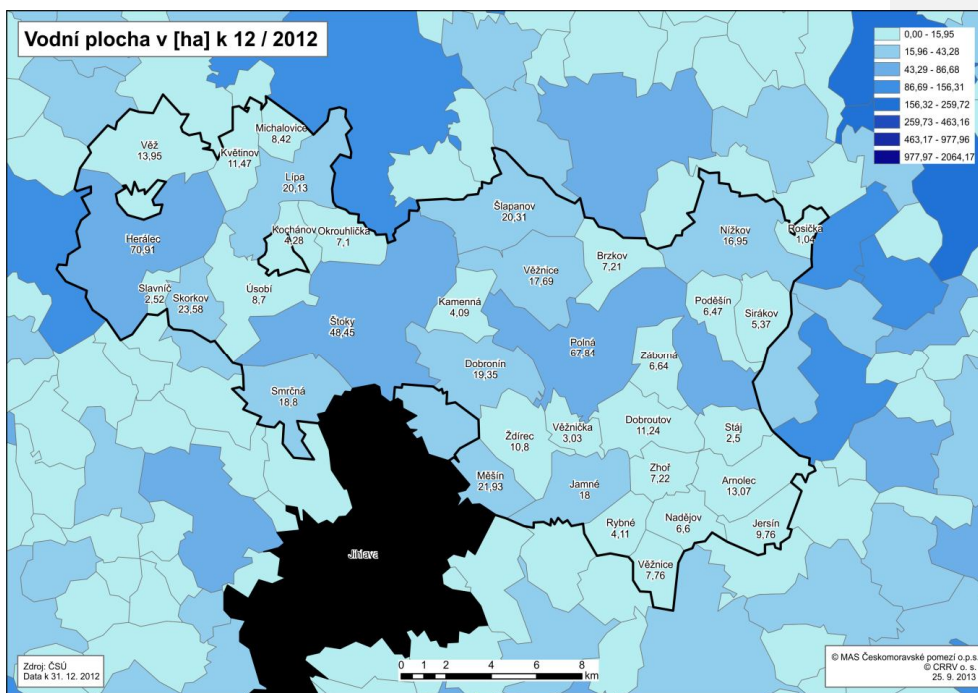 Vodní plocha v [ha] k 12 / 2012
0,00 - 15,95
15,96 - 43,28
43,29 - 86,68
86,69 - 156,31
156,32 - 259,72
259,73 - 463,16
463,17 - 977,96
977,97 - 2064,17
Věž
13,95
Květinov
11,47
Michalovice
8,42
Lípa
20,13
Kochánov
4,28
Okrouhlička
7,1
Herálec
70,91
Slavníč
2,52
Skorkov
23,58
Úsobí
8,7
Štoky
48,45
Smrčná
18,8
Šlapanov
20,31
Věžnice
17,69
Kamenná
4,09
Brzkov
7,21
Nížkov
16,95
Rosička
1,04
Poděšín
6,47
Sirákov
5,37
Polná
67,84
Záborná
6,64
Dobronín
19,35
Ždírec
10,8
Věžnička
3,03
Dobroutov
11,24
Stáj
2,5
Měšín
21,93
Jamné
18
Zhoř
7,22
Arnolec
13,07
Rybné
4,11
Nadějov
6,6
Jersín
9,76
Věžnice
7,76
Jihlava
Zdroj: ČSÚ
Data k 31. 12. 2012
0 1 2 4 6 8
km
© MAS Českomoravské pomezí o.p.s.
© CRRV o. s.
25. 9. 2013